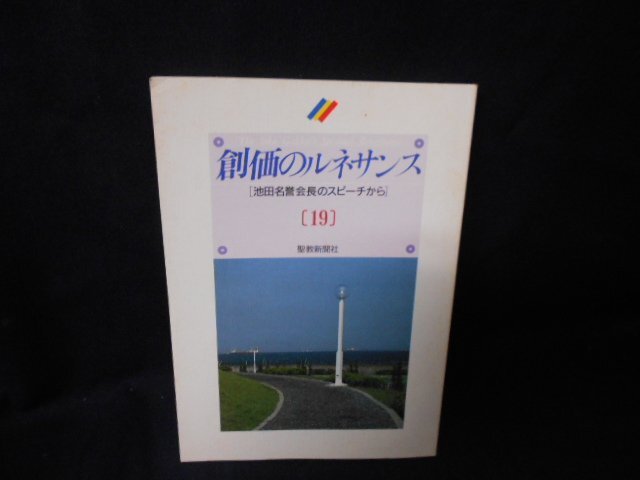 創価のルネサンス
［池田名誉会長のスピーチから］
〔19〕
聖教新聞社